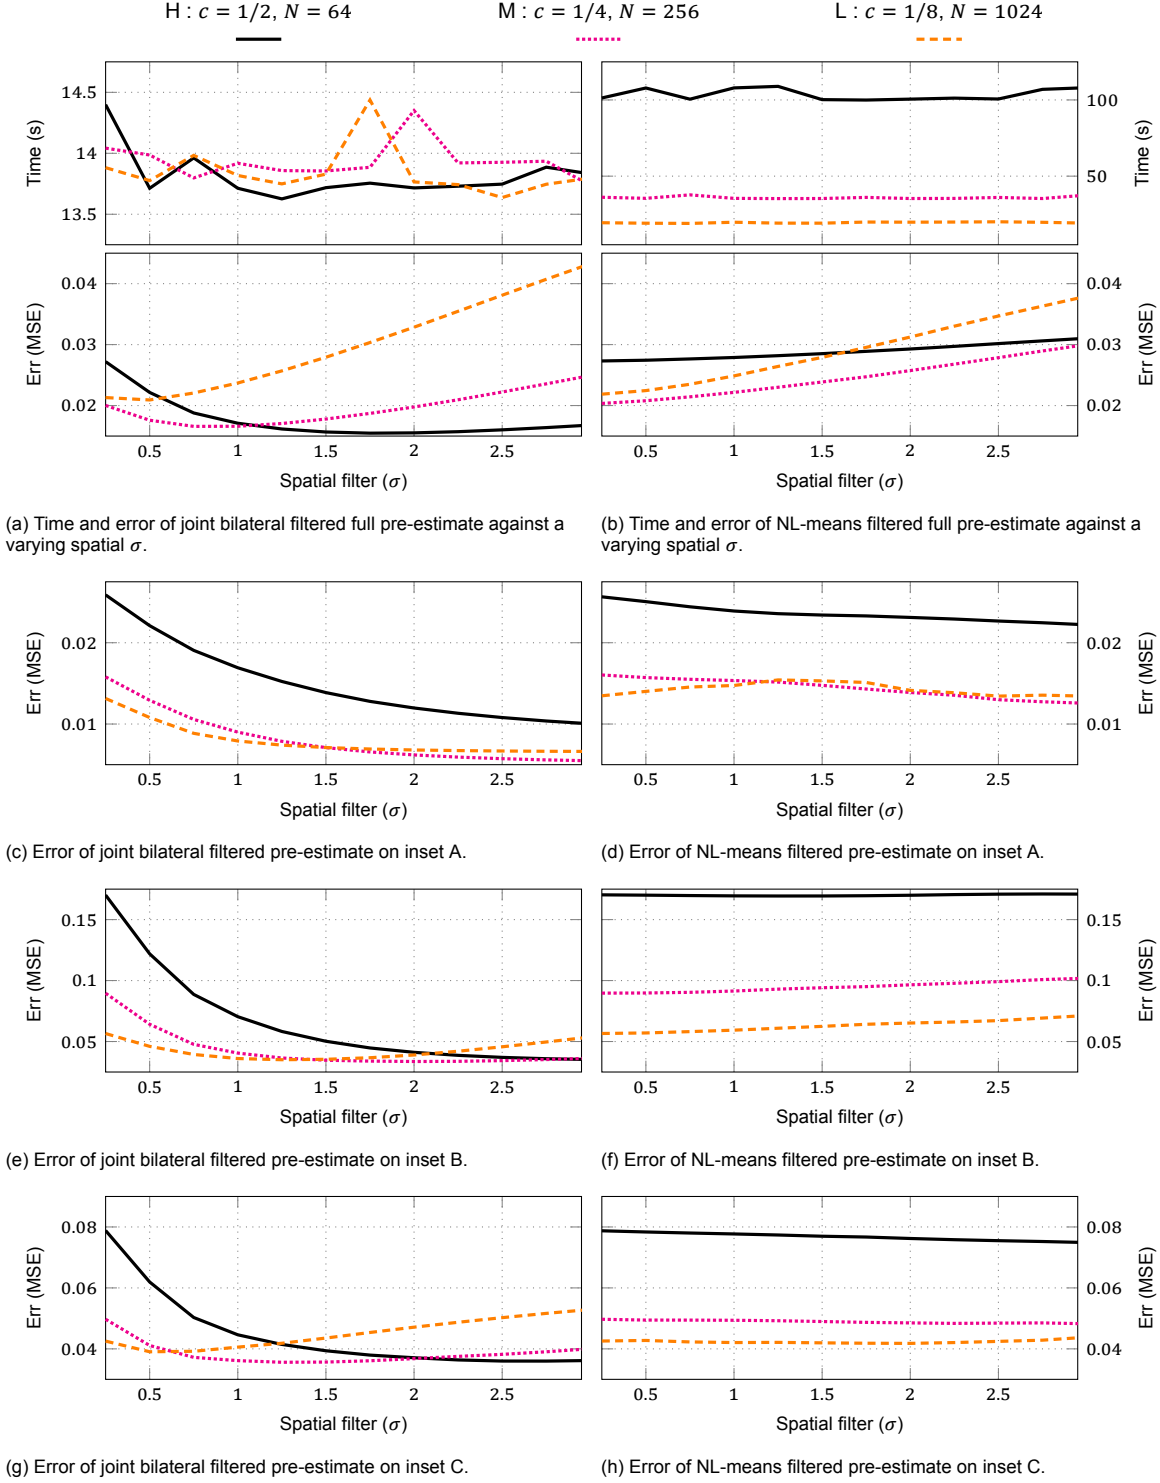 H : c = 1/2, N = 64 M : c = 1/4, N = 256 L : c = 1/8, N = 1024
14.5
14
13.5
Time (s)
100
50
Time (s)
0.04
0.03
0.02
Err (MSE)
0.5 1 1.5 2 2.5
Spatial filter (σ)
0.04
0.03
0.02
Err (MSE)
0.5 1 1.5 2 2.5
Spatial filter (σ)
(a) Time and error of joint bilateral filtered full pre-estimate against a
varying spatial σ.
(b) Time and error of NL-means filtered full pre-estimate against a
varying spatial σ.
0.02
0.01
Err (MSE)
0.5 1 1.5 2 2.5
Spatial filter (σ)
0.02
0.01
Err (MSE)
0.5 1 1.5 2 2.5
Spatial filter (σ)
(c) Error of joint bilateral filtered pre-estimate on inset A.
(d) Error of NL-means filtered pre-estimate on inset A.
0.15
0.1
0.05
Err (MSE)
0.5 1 1.5 2 2.5
Spatial filter (σ)
0.15
0.1
0.05
Err (MSE)
0.5 1 1.5 2 2.5
Spatial filter (σ)
(e) Error of joint bilateral filtered pre-estimate on inset B.
(f) Error of NL-means filtered pre-estimate on inset B.
0.08
0.06
0.04
Err (MSE)
0.5 1 1.5 2 2.5
Spatial filter (σ)
0.08
0.06
0.04
Err (MSE)
0.5 1 1.5 2 2.5
Spatial filter (σ)
(g) Error of joint bilateral filtered pre-estimate on inset C.
(h) Error of NL-means filtered pre-estimate on inset C.